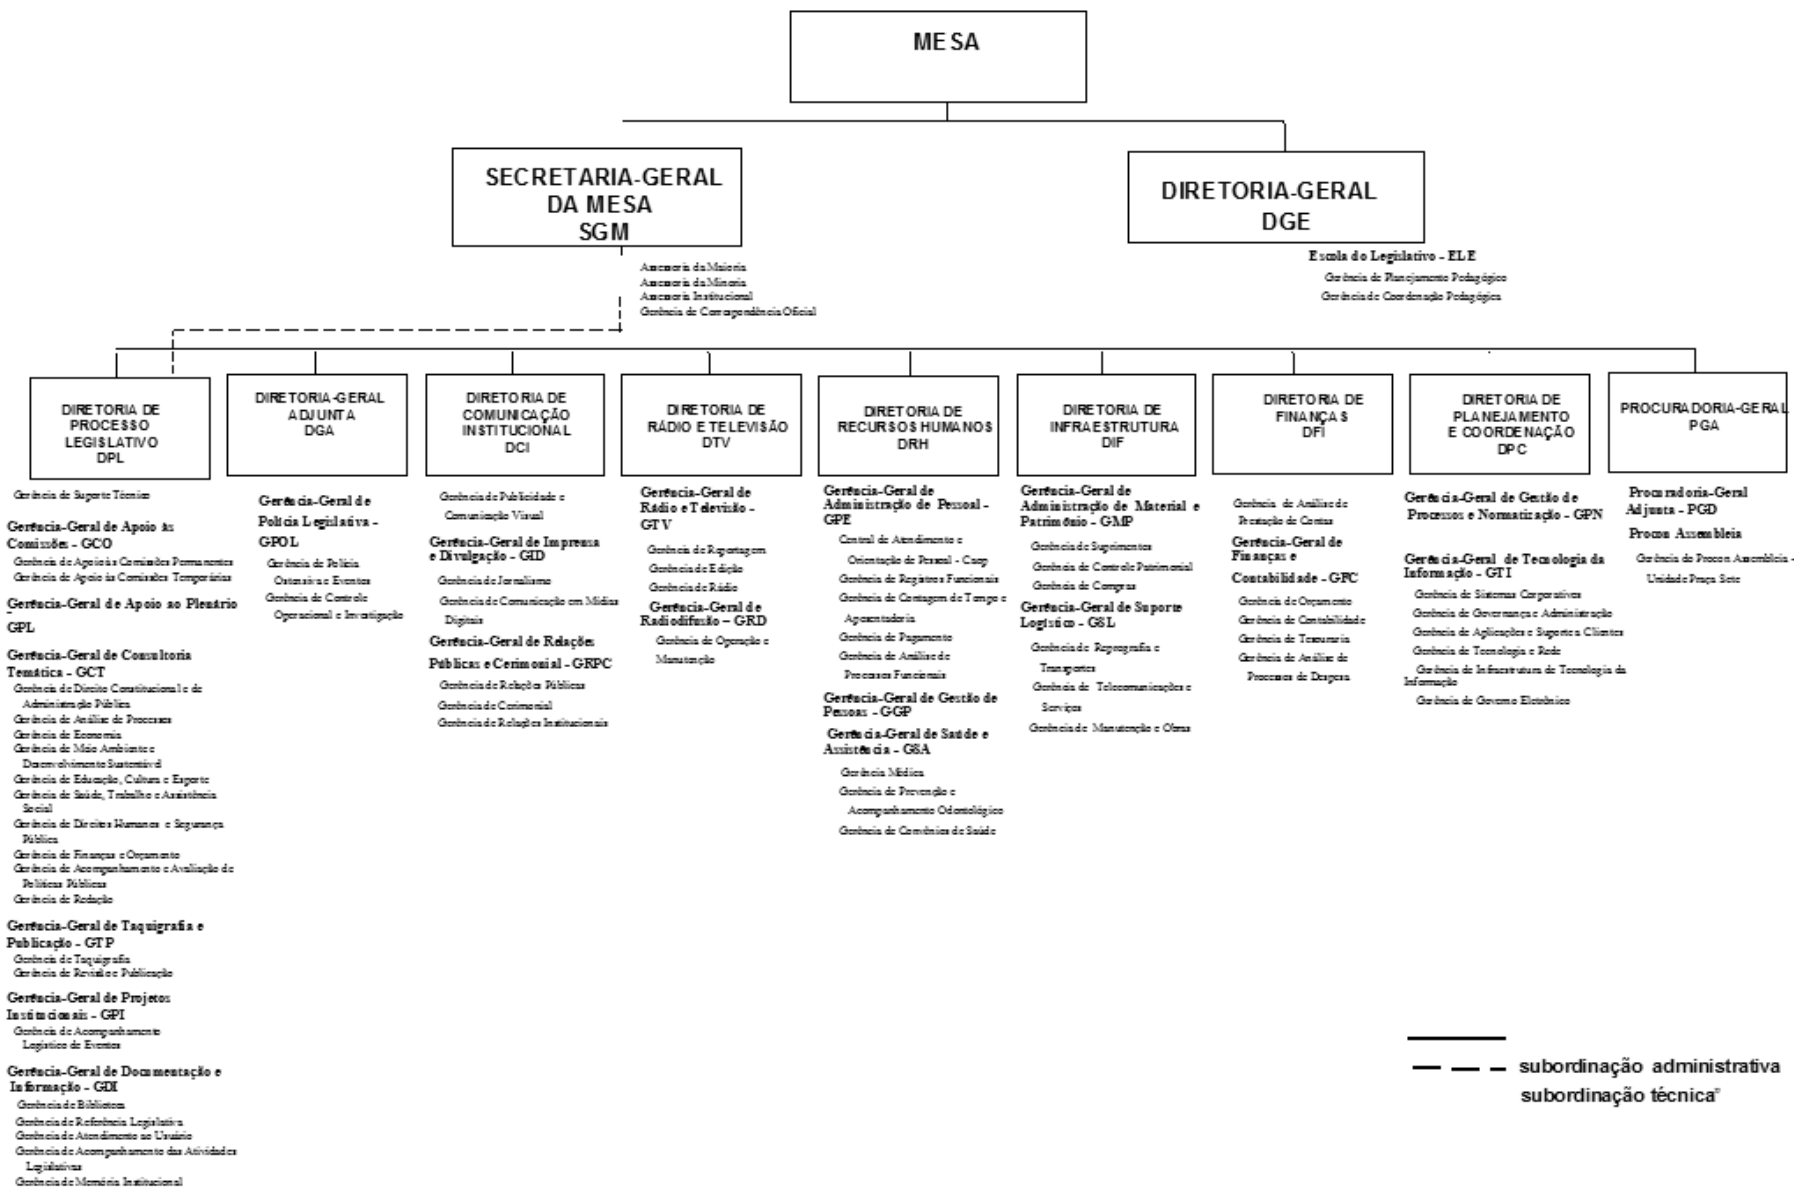 MESA
SECRETARIA-GERAL
DA MESA
SGM
DIRETORIA-GERAL
DGE
Assessoria da Maioria
Assessoria da Minoria
Assessoria Institucional
Gerência de Correspondência Oficial
Escola do Legislativo - ELE
Gerência de Planejamento Pedagógico
Gerência de Coordenação Pedagógica
DIRETORIA DE
PROCESSO
LEGISLATIVO
DPL
Gerência de Suporte Técnico
Gerência-Geral de Apoio às
Comissões - GCO
Gerência de Apoio às Comissões Permanentes
Gerência de Apoio às Comissões Temporárias
Gerência-Geral de Apoio ao Plenário
-
GPL
Gerência-Geral de Consultoria
Temática - GCT
Gerência de Direito Constitucional e de
Administração Pública
Gerência de Análise de Processos
Gerência de Economia
Gerência de Meio Ambiente e
Desenvolvimento Sustentável
Gerência de Educação, Cultura e Esporte
Gerência de Saúde, Trabalho e Assistência
Social
Gerência de Direitos Humanos e Segurança
Pública
Gerência de Finanças e Orçamento
Gerência de Acompanhamento e Avaliação de
Políticas Públicas
Gerência de Redação
Gerência-Geral de Taquigrafia e
Publicação - GTP
Gerência de Taquigrafia
Gerência de Revisão e Publicação
Gerência-Geral de Projetos
Institucionais - GPI
Gerência de Acompanhamento
Logístico de Eventos
Gerência-Geral de Documentação e
Informação - GDI
Gerência de Biblioteca
Gerência de Referência Legislativa
Gerência de Atendimento ao Usuário
Gerência de Acompanhamento das Atividades
Legislativas
Gerência de Memória Institucional
DIRETORIA-GERAL
ADJUNTA
DGA
Gerência-Geral de
Polícia Legislativa -
GPOL
Gerência de Polícia
Ostensiva e Eventos
Gerência de Controle
Operacional e Investigação
DIRETORIA DE
COMUNICAÇÃO
INSTITUCIONAL
DCI
Gerência de Publicidade e
Comunicação Visual
Gerência-Geral de Imprensa
e Divulgação - GID
Gerência de Jornalismo
Gerência de Comunicação em Mídias
Digitais
Gerência-Geral de Relações
Públicas e Cerimonial - GRPC
Gerência de Relações Públicas
Gerência de Cerimonial
Gerência de Relações Institucionais
DIRETORIA DE
RÁDIO E TELEVISÃO
DTV
Gerência-Geral de
Rádio e Televisão -
GTV
Gerência de Reportagem
Gerência de Edição
Gerência de Rádio
Gerência-Geral de
Radiodifusão – GRD
Gerência de Operação e
Manutenção
DIRETORIA DE
RECURSOS HUMANOS
DRH
Gerência-Geral de
Administração de Pessoal -
GPE
Central de Atendimento e
Orientação de Pessoal - Caop
Gerência de Registros Funcionais
Gerência de Contagem de Tempo e
Aposentadoria
Gerência de Pagamento
Gerência de Análise de
Processos Funcionais
Gerência-Geral de Gestão de
Pessoas - GGP
Gerência-Geral de Saúde e
Assistência - GSA
Gerência Médica
Gerência de Prevenção e
Acompanhamento Odontológico
Gerência de Convênios de Saúde
DIRETORIA DE
INFRAESTRUTURA
DIF
Gerência-Geral de
Administração de Material e
Patrimônio - GMP
Gerência de Suprimentos
Gerência de Controle Patrimonial
Gerência de Compras
Gerência-Geral de Suporte
Logístico - GSL
Gerência de Reprografia e
Transportes
Gerência de Telecomunicações e
Serviços
Gerência de Manutenção e Obras
DIRETORIA DE
FINANÇAS
DFI
Gerência de Análise de
Prestação de Contas
Gerência-Geral de
Finanças e
Contabilidade - GFC
Gerência de Orçamento
Gerência de Contabilidade
Gerência de Tesouraria
Gerência de Análise de
Processos de Despesa
DIRETORIA DE
PLANEJAMENTO
E COORDENAÇÃO
DPC
Gerência-Geral de Gestão de
Processos e Normatização - GPN
Gerência-Geral de Tecnologia da
Informação - GTI
Gerência de Sistemas Corporativos
Gerência de Governança e Administração
Gerência de Aplicações e Suporte a Clientes
Gerência de Tecnologia e Rede
Gerência de Infraestrutura de Tecnologia da
Informação
Gerência de Governo Eletrônico
PROCURADORIA-GERAL
PGA
Procuradoria-Geral
Adjunta - PGD
Procon Assembleia
Gerência do Procon Assembleia -
Unidade Praça Sete
subordinação administrativa
subordinação técnica"